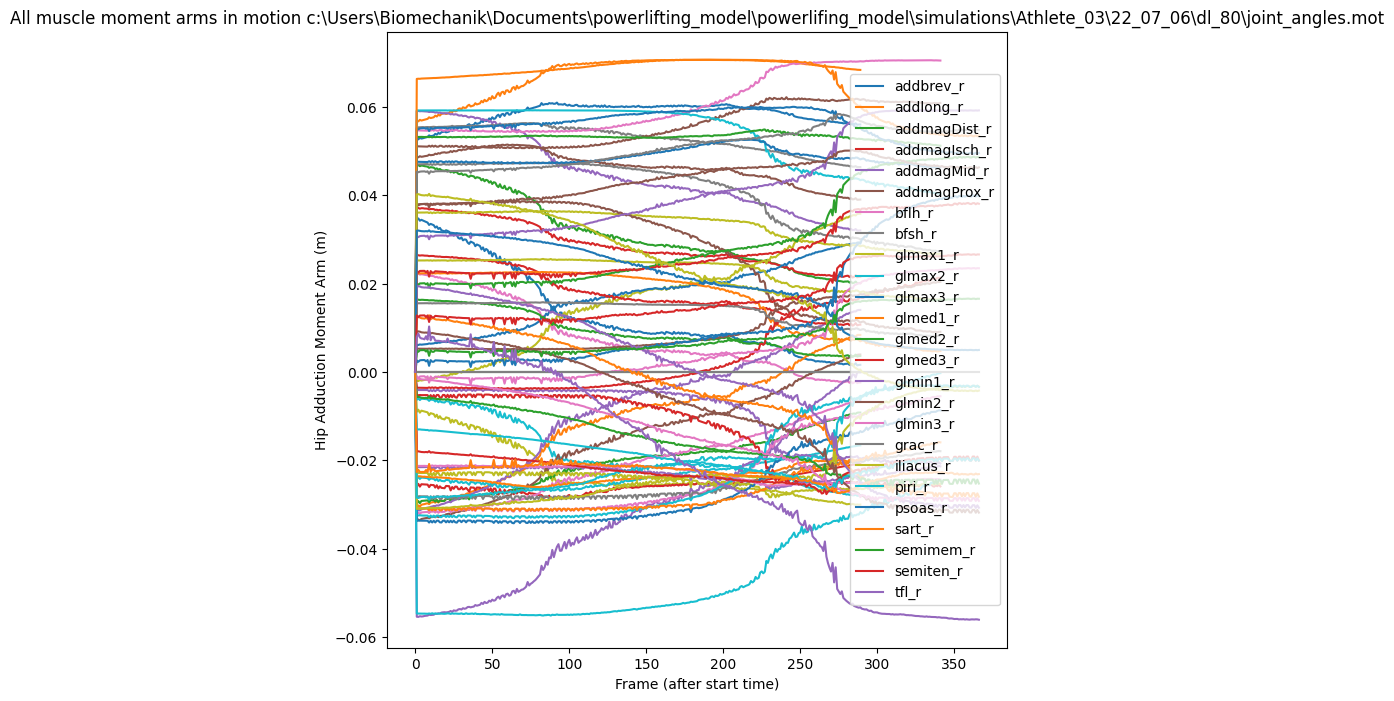 All muscle moment arms in motion c:\Users\Biomechanik\Documents\powerlifting_model\powerlifing_model\simulations\Athlete_03\22_07_06\dl_80\joint_angles.mot
Hip Adduction Moment Arm (m)
0.06
0.04
0.02
0.00
−0.02
−0.04
−0.06
addbrev_r
addlong_r
addmagDist_r
addmagIsch_r
addmagMid_r
addmagProx_r
bflh_r
bfsh_r
glmax1_r
glmax2_r
glmax3_r
glmed1_r
glmed2_r
glmed3_r
glmin1_r
glmin2_r
glmin3_r
grac_r
iliacus_r
piri_r
psoas_r
sart_r
semimem_r
semiten_r
tfl_r
0 50 100 150 200 250 300 350
Frame (after start time)